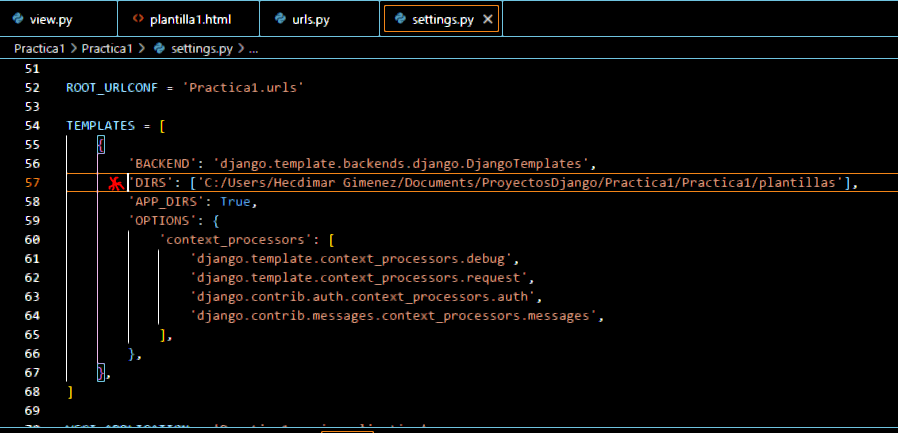 view.py <> plantilla1.html urls.py settings.py ×
Practica1 > Practica1 > settings.py > ...
51
52 ROOT_URLCONF = 'Practica1.urls'
53
54 TEMPLATES = [
55 {
56 'BACKEND': 'django.template.backends.django.DjangoTemplates',
57 'DIRS': ['C:/Users/Hecdimar Gimenez/Documents/ProyectosDjango/Practica1/Practica1/plantillas'],
58 'APP_DIRS': True,
59 'OPTIONS': {
60 'context_processors': [
61 'django.template.context_processors.debug',
62 'django.template.context_processors.request',
63 'django.contrib.auth.context_processors.auth',
64 'django.contrib.messages.context_processors.messages',
65 ],
66 },
67 },
68 ]
69